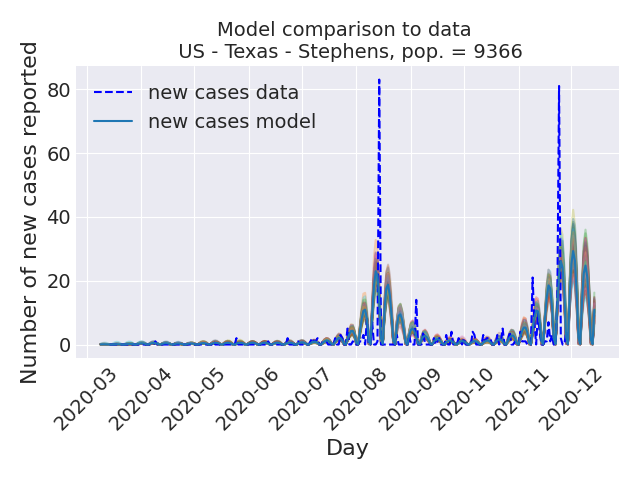 Model comparison to data
US - Texas - Stephens, pop. = 9366
Number of new cases reported
80
60
40
20
0
new cases data
new cases model
2020-03
2020-04
2020-05
2020-06
2020-07
2020-08
2020-09
2020-10
2020-11
2020-12
Day